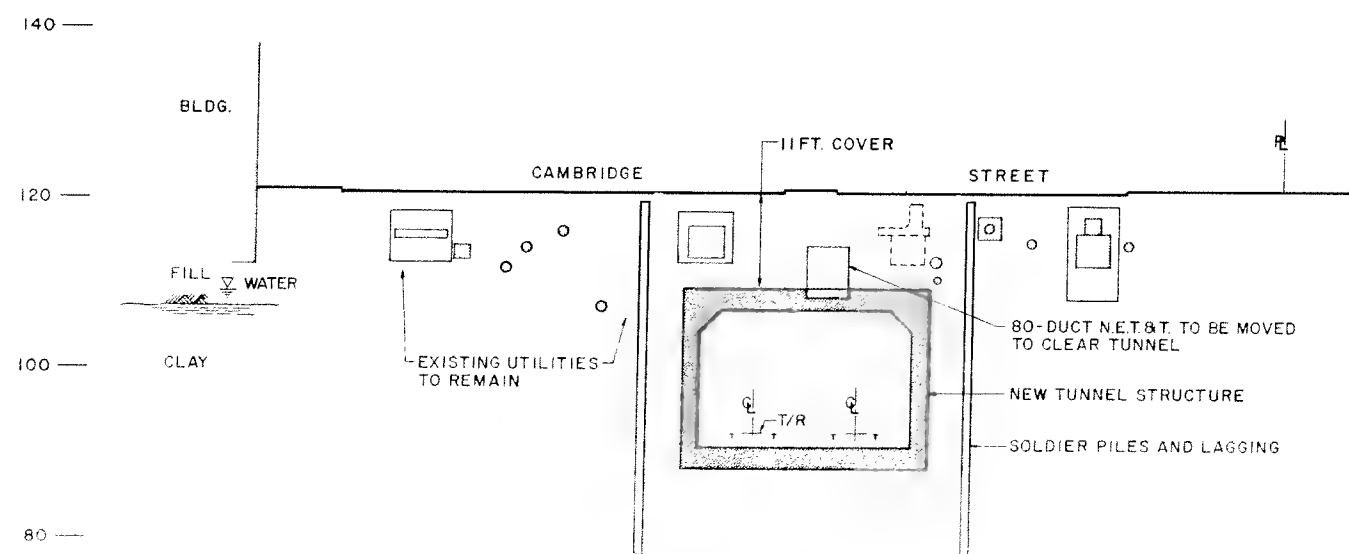 140
BLDG.
11 FT. COVER
℄
CAMBRIDGE STREET
120
FILL
WATER
80-DUCT N.E.T.&T. TO BE MOVED
TO CLEAR TUNNEL
100
CLAY
EXISTING UTILITIES
TO REMAIN
NEW TUNNEL STRUCTURE
℄ ℄
T/R
SOLDIER PILES AND LAGGING
80